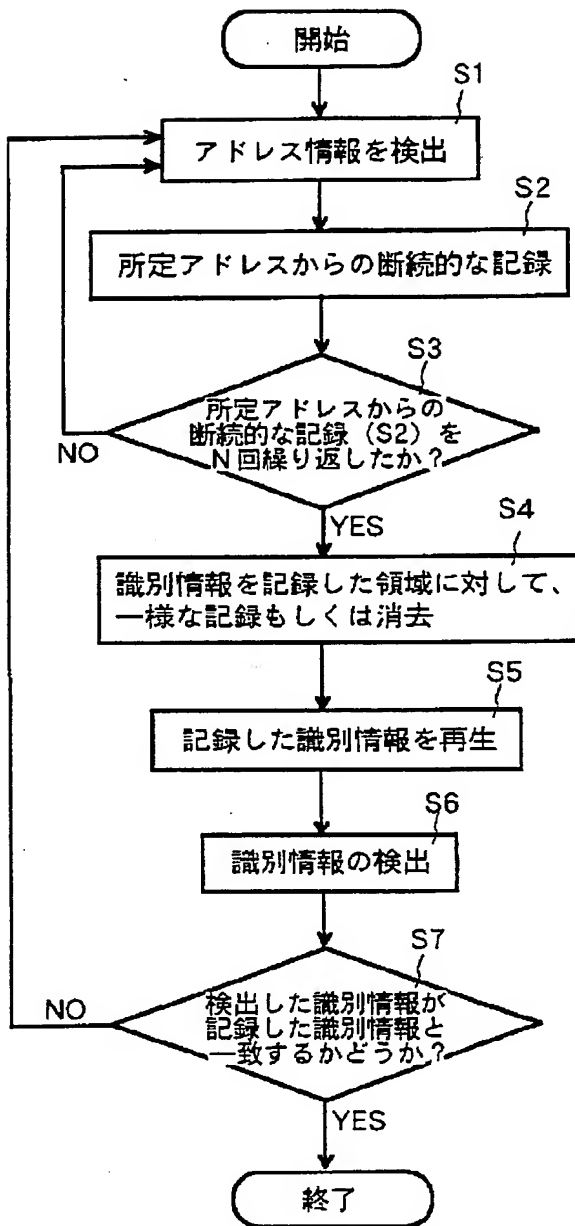 開始
S1
アドレス情報を検出
S2
所定アドレスからの断続的な記録
S3
所定アドレスからの
断続的な記録（S2）を
N回繰り返したか？
NO
YES
S4
識別情報を記録した領域に対して、
一様な記録もしくは消去
S5
記録した識別情報を再生
S6
識別情報の検出
S7
検出した識別情報が
記録した識別情報と
一致するかどうか？
NO
YES
終了